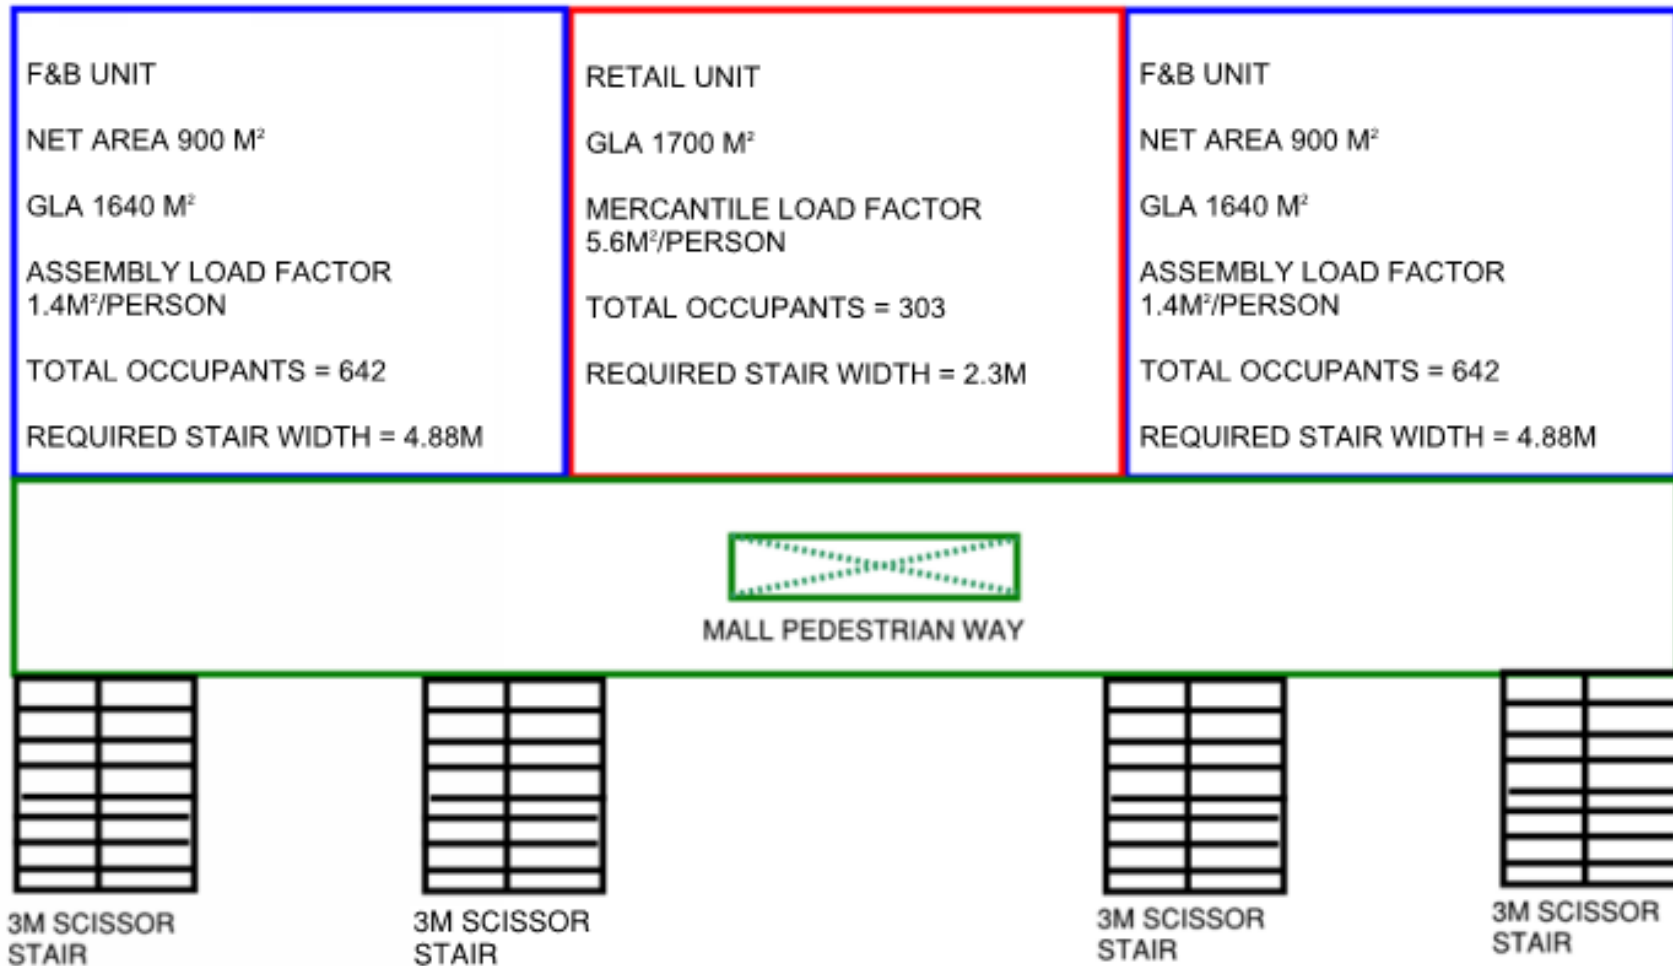 F&B UNIT
NET AREA 900 M²
GLA 1640 M²
ASSEMBLY LOAD FACTOR
1.4M²/PERSON
TOTAL OCCUPANTS = 642
REQUIRED STAIR WIDTH = 4.88M
RETAIL UNIT
GLA 1700 M²
MERCANTILE LOAD FACTOR
5.6M²/PERSON
TOTAL OCCUPANTS = 303
REQUIRED STAIR WIDTH = 2.3M
F&B UNIT
NET AREA 900 M²
GLA 1640 M²
ASSEMBLY LOAD FACTOR
1.4M²/PERSON
TOTAL OCCUPANTS = 642
REQUIRED STAIR WIDTH = 4.88M
MALL PEDESTRIAN WAY
3M SCISSOR
STAIR
3M SCISSOR
STAIR
3M SCISSOR
STAIR
3M SCISSOR
STAIR